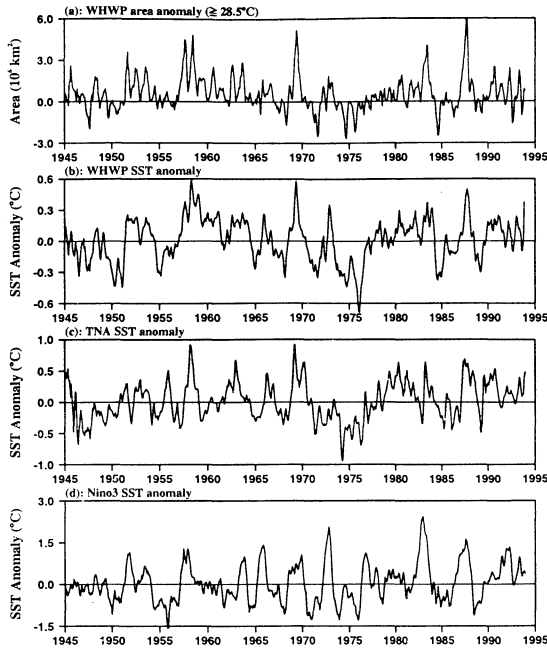 (a): WHWP area anomaly (≧ 28.5°C)
Area (10⁶ km²)
6.0
3.0
0.0
-3.0
1945 1950 1955 1960 1965 1970 1975 1980 1985 1990 1995
(b): WHWP SST anomaly
SST Anomaly (°C)
0.6
0.3
0.0
-0.3
-0.6
1945 1950 1955 1960 1965 1970 1975 1980 1985 1990 1995
(c): TNA SST anomaly
SST Anomaly (°C)
1.0
0.5
0.0
-0.5
-1.0
1945 1950 1955 1960 1965 1970 1975 1980 1985 1990 1995
(d): Nino3 SST anomaly
SST Anomaly (°C)
3.0
1.5
0.0
-1.5
1945 1950 1955 1960 1965 1970 1975 1980 1985 1990 1995